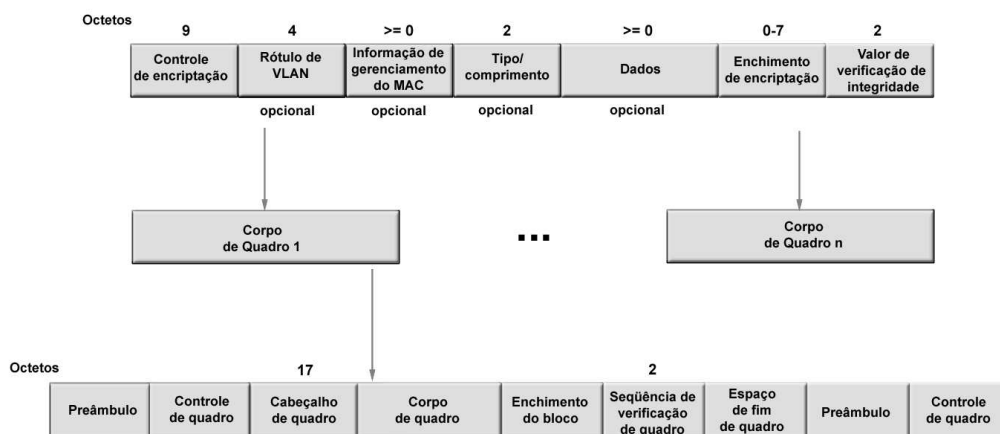 Octetos
9 4 >= 0 2 >= 0 0-7 2
Controle
de encriptação
Rótulo de
VLAN
Informação de
gerenciamento
do MAC
Tipo/
comprimento
Dados
Enchimento
de encriptação
Valor de
verificação de
integridade
opcional opcional opcional opcional
Corpo
de Quadro 1
...
Corpo
de Quadro n
Octetos
17 2
Preâmbulo
Controle
de quadro
Cabeçalho
de quadro
Corpo
de quadro
Enchimento
do bloco
Seqüência de
verificação
de quadro
Espaço
de fim
de quadro
Preâmbulo
Controle
de quadro